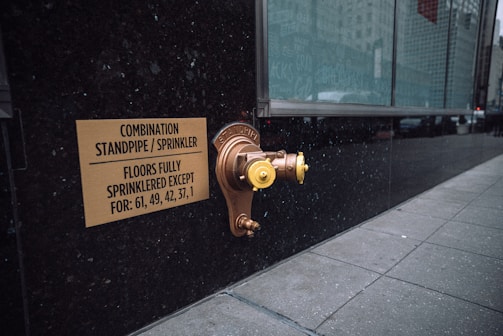 COMBINATION
STANDPIPE / SPRINKLER
FLOORS FULLY
SPRINKLERED EXCEPT
FOR: 61, 49, 42, 37, 1